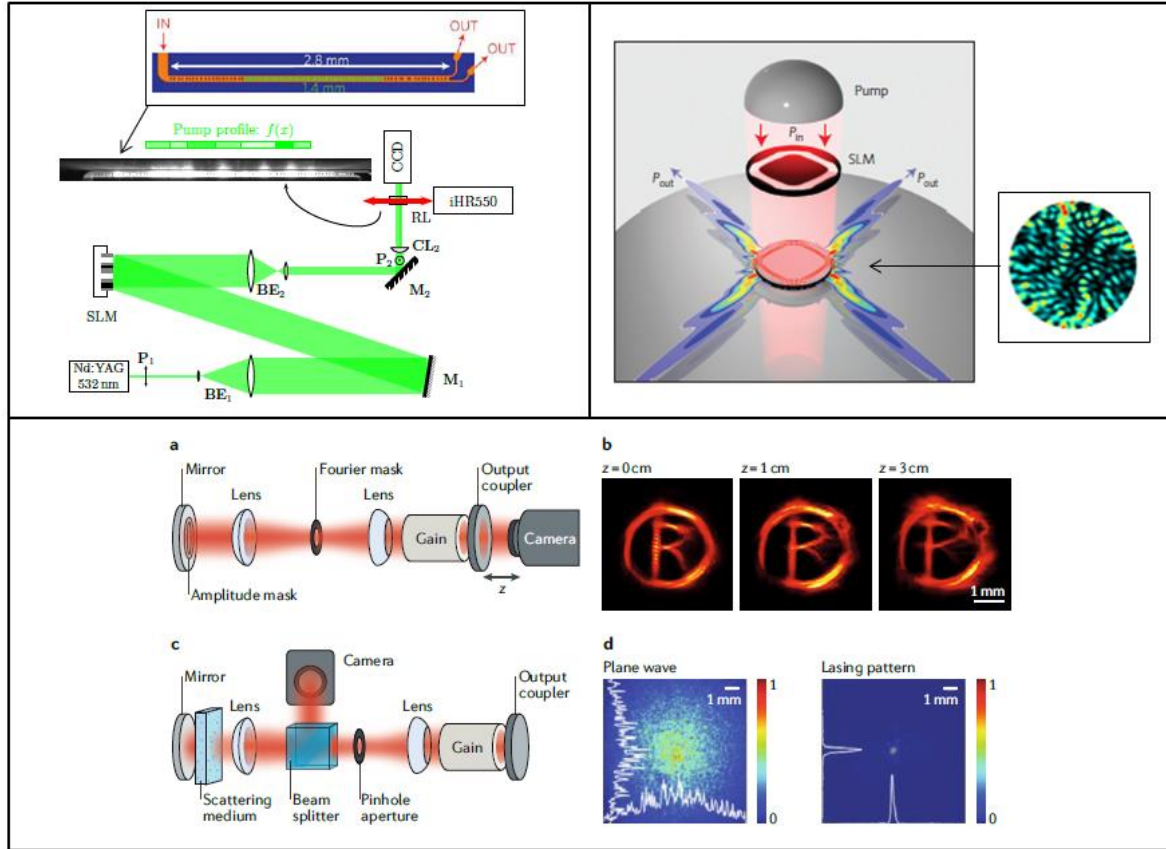 IN
OUT
OUT
2.8 mm
1.4 mm
Pump profile: f(x)
CCD
iHR550
RL
CL₂
P₂
M₂
BE₂
SLM
P₁
Nd:YAG
532 nm
BE₁
M₁
Pump
Pin
SLM
Pout
Pout
a
Mirror
Lens
Fourier mask
Lens
Output
coupler
Gain
Camera
z
Amplitude mask
b
z = 0 cm
z = 1 cm
z = 3 cm
R
R
R
1 mm
c
Mirror
Lens
Camera
Lens
Output
coupler
Gain
Scattering
medium
Beam
splitter
Pinhole
aperture
d
Plane wave
1 mm
1
0
Lasing pattern
1 mm
1
0